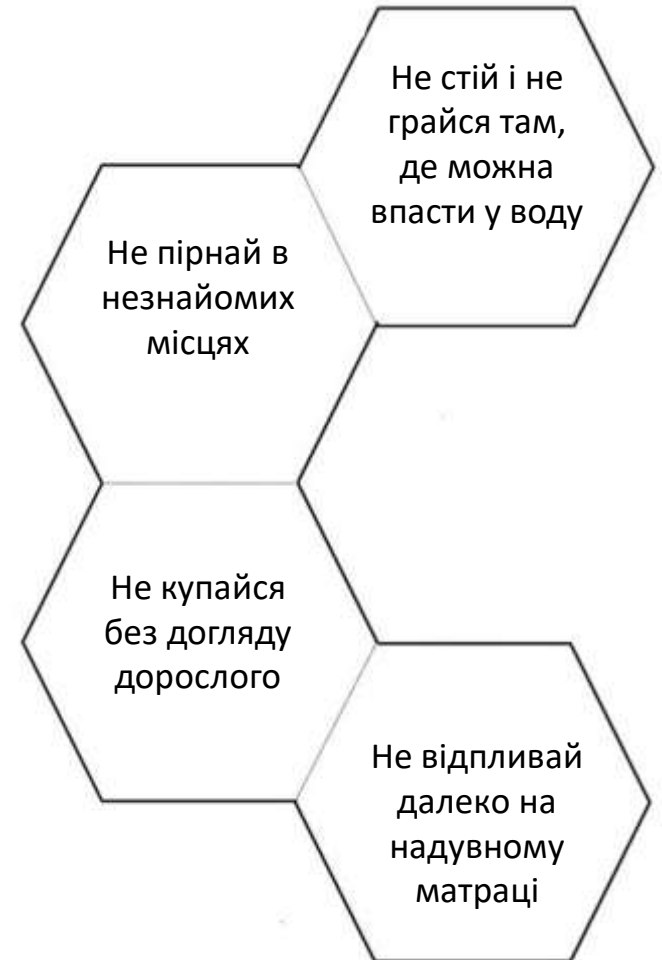 Не стій і не
грайся там,
де можна
впасти у воду
Не пірнай в
незнайомих
місцях
Не купайся
без догляду
дорослого
Не відпливай
далеко на
надувному
матраці